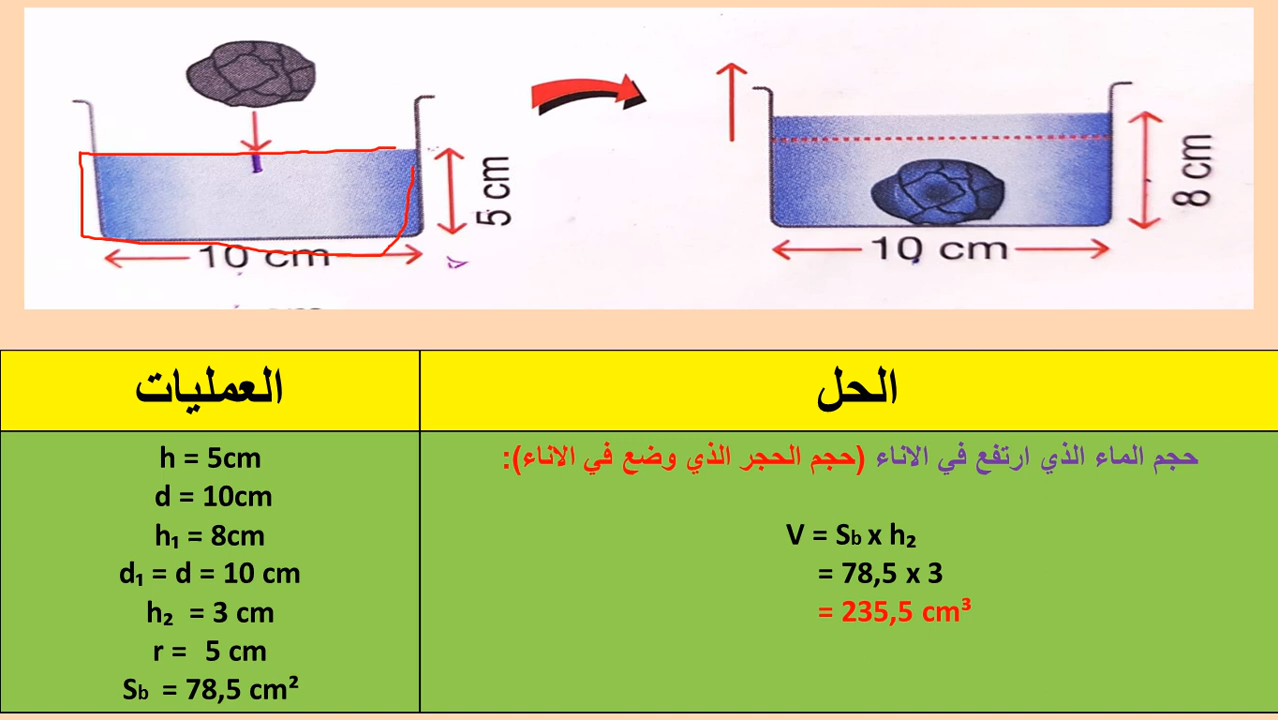 5 cm
10 cm
8 cm
10 cm
الحل
العمليات
حجم الماء الذي ارتفع في الاناء (حجم الحجر الذي وضع في الاناء):
V = Sb x h₂
= 78,5 x 3
= 235,5 cm³
h = 5cm
d = 10cm
h₁ = 8cm
d₁ = d = 10 cm
h₂ = 3 cm
r = 5 cm
Sb = 78,5 cm²